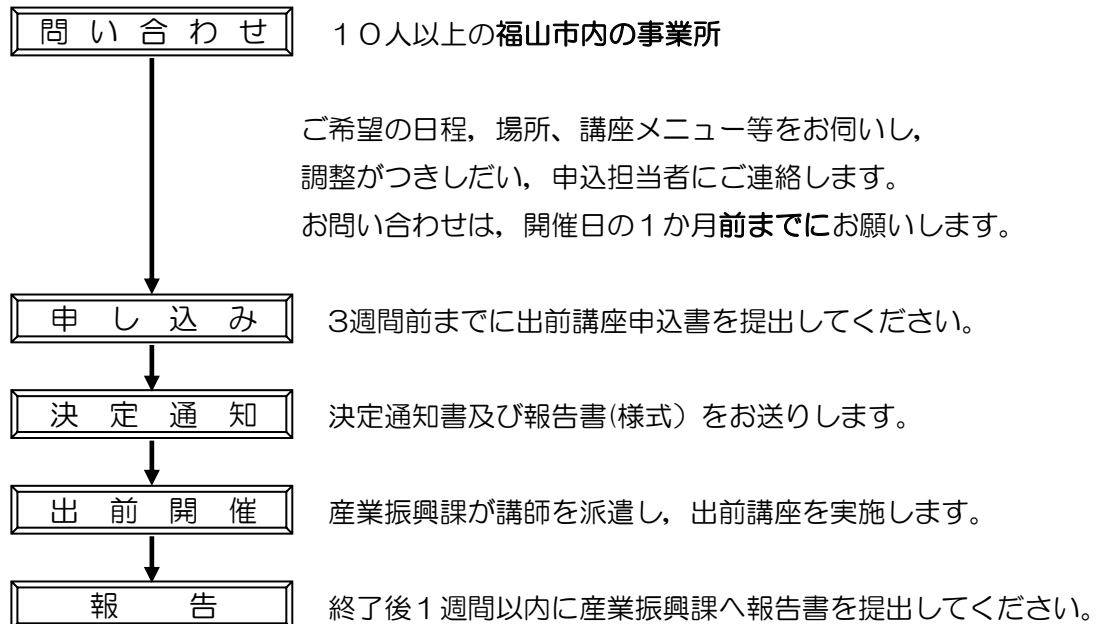 問い合わせ １０人以上の福山市内の事業所
ご希望の日程，場所、講座メニュー等をお伺いし，
調整がつきしだい，申込担当者にご連絡します。
お問い合わせは，開催日の１か月前までにお願いします。
申し込み 3週間前までに出前講座申込書を提出してください。
決定通知 決定通知書及び報告書(様式）をお送りします。
出前開催 産業振興課が講師を派遣し，出前講座を実施します。
報告 終了後１週間以内に産業振興課へ報告書を提出してください。